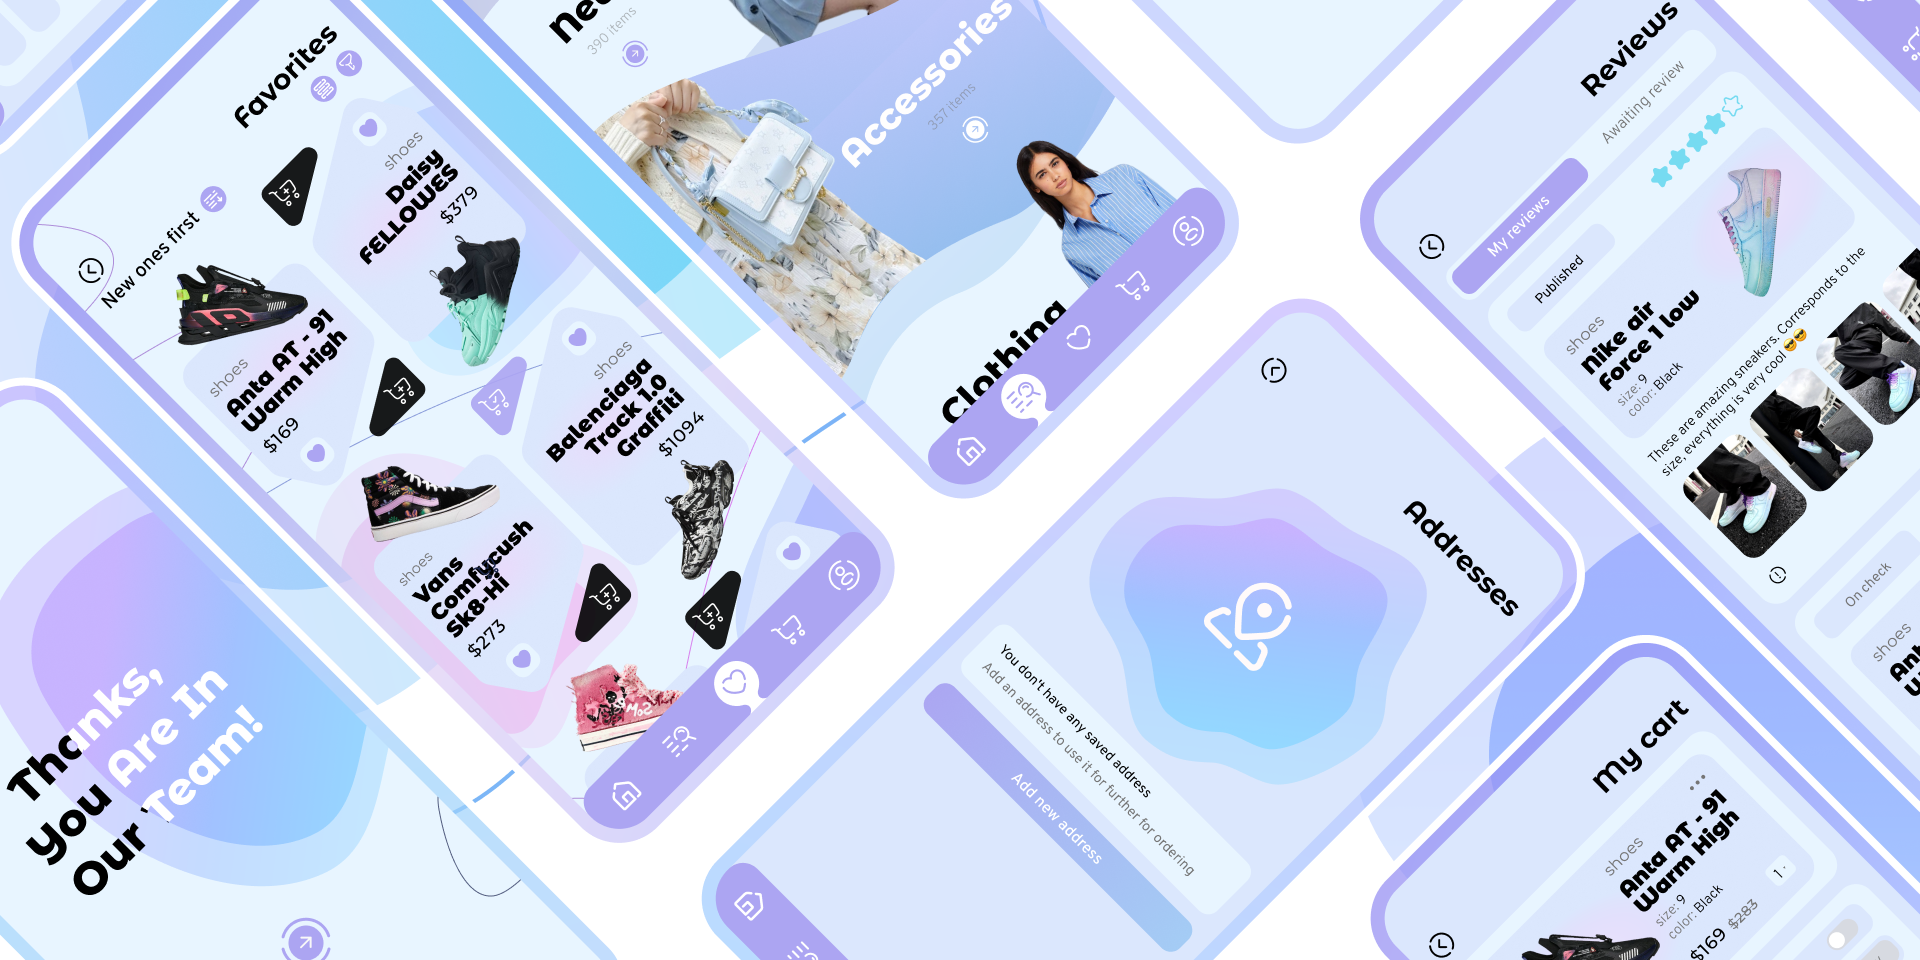 Favorites
New ones first
shoes
Daisy
FELLOWES
$379
shoes
Anta AT - 91
Warm High
$169
shoes
Balenciaga
Track 1.0
Graffiti
$1094
shoes
Vans
Comfycush
Sk8-Hi
$273
Thanks,
You Are In
Our Team!
390 items
Accessories
357 items
Clothing
Addresses
You don't have any saved address
Add an address to use it for further for ordering
Add new address
Reviews
My reviews
Awaiting review
Published
shoes
Nike air
Force 1 low
size: 9
color: Black
These are amazing sneakers. Corresponds to the
size, everything is very cool 😎😎
On check
shoes
My cart
shoes
Anta AT - 91
Warm High
size: 9
color: Black
$169 $283
1